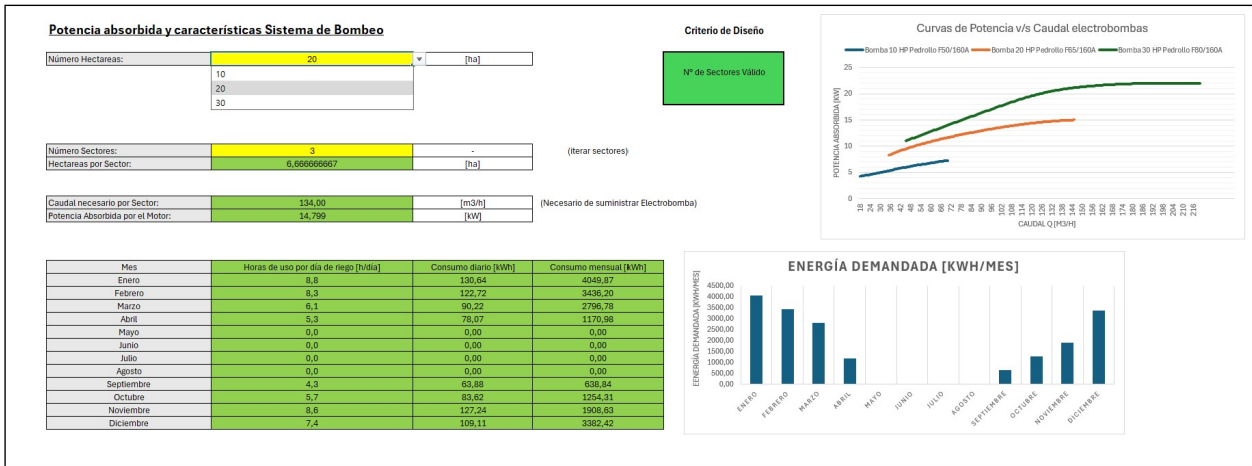 Potencia absorbida y características Sistema de Bombeo
Número Hectareas: 20 [ha]
10
20
30
Número Sectores: 3 - (iterar sectores)
Hectareas por Sector: 6,666666667 [ha]
Caudal necesario por Sector: 134,00 [m3/h] (Necesario de suministrar Electrobomba)
Potencia Absorbida por el Motor: 14,799 [kW]
Criterio de Diseño
Nº de Sectores Válido
Curvas de Potencia v/s Caudal electrobombas
Bomba 10 HP Pedrollo F50/160A Bomba 20 HP Pedrollo F65/160A Bomba 30 HP Pedrollo F80/160A
POTENCIA ABSORBIDA [KW]
25
20
15
10
5
0
18 24 30 36 42 48 54 60 66 72 78 84 90 96 102 108 114 120 126 132 138 144 150 156 162 168 174 180 186 192 198 204 210 216
CAUDAL Q [M3/H]
Mes Horas de uso por día de riego [h/día] Consumo diario [kWh] Consumo mensual [kWh]
Enero 8,8 130,64 4049,87
Febrero 8,3 122,72 3436,20
Marzo 6,1 90,22 2796,78
Abril 5,3 78,07 1170,98
Mayo 0,0 0,00 0,00
Junio 0,0 0,00 0,00
Julio 0,0 0,00 0,00
Agosto 0,0 0,00 0,00
Septiembre 4,3 63,88 638,84
Octubre 5,7 83,62 1254,31
Noviembre 8,6 127,24 1908,63
Diciembre 7,4 109,11 3382,42
ENERGÍA DEMANDADA [KWH/MES]
EENERGÍA DEMANDADA [KWH/MES]
4500,00
4000,00
3500,00
3000,00
2500,00
2000,00
1500,00
1000,00
500,00
0,00
ENERO FEBRERO MARZO ABRIL MAYO JUNIO JULIO AGOSTO SEPTIEMBRE OCTUBRE NOVIEMBRE DICIEMBRE